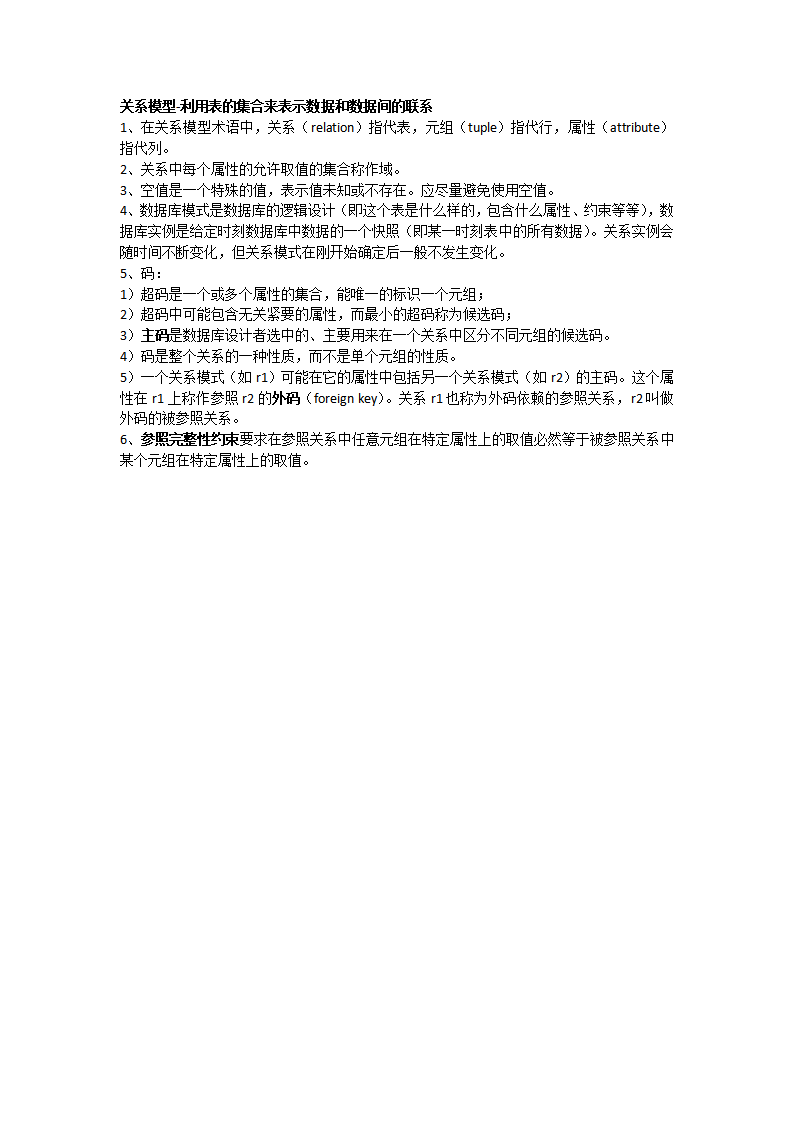 关系模型-利用表的集合来表示数据和数据间的联系
1、在关系模型术语中，关系（relation）指代表，元组（tuple）指代行，属性（attribute）
指代列。
2、关系中每个属性的允许取值的集合称作域。
3、空值是一个特殊的值，表示值未知或不存在。应尽量避免使用空值。
4、数据库模式是数据库的逻辑设计（即这个表是什么样的，包含什么属性、约束等等），数
据库实例是给定时刻数据库中数据的一个快照（即某一时刻表中的所有数据）。关系实例会
随时间不断变化，但关系模式在刚开始确定后一般不发生变化。
5、码：
1）超码是一个或多个属性的集合，能唯一的标识一个元组；
2）超码中可能包含无关紧要的属性，而最小的超码称为候选码；
3）主码是数据库设计者选中的、主要用来在一个关系中区分不同元组的候选码。
4）码是整个关系的一种性质，而不是单个元组的性质。
5）一个关系模式（如 r1）可能在它的属性中包括另一个关系模式（如 r2）的主码。这个属
性在 r1 上称作参照 r2 的外码（foreign key）。关系 r1 也称为外码依赖的参照关系，r2 叫做
外码的被参照关系。
6、参照完整性约束要求在参照关系中任意元组在特定属性上的取值必然等于被参照关系中
某个元组在特定属性上的取值。